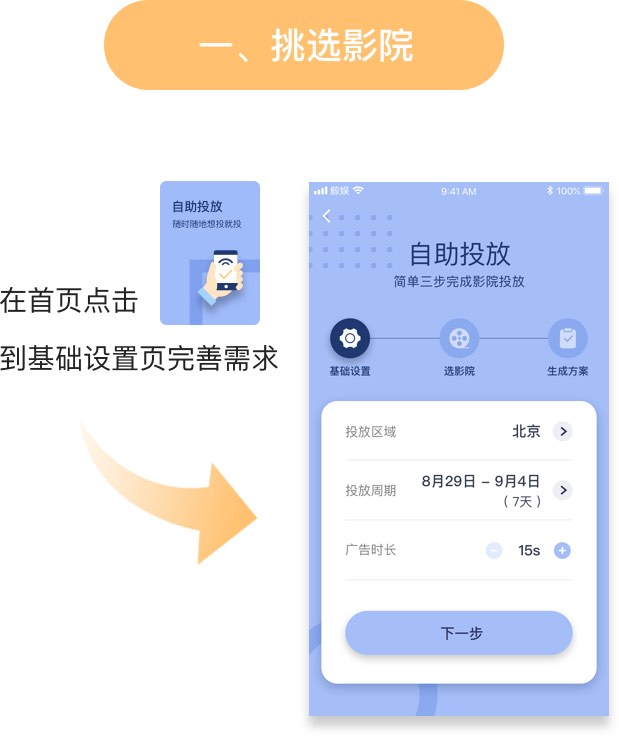 一、挑选影院
自助投放
随时随地想投就投
在首页点击
到基础设置页完善需求
鲸娱
9:41 AM
100%
自助投放
简单三步完成影院投放
基础设置
选影院
生成方案
投放区域
北京
投放周期
8月29日 – 9月4日
( 7天 )
广告时长
15s
下一步